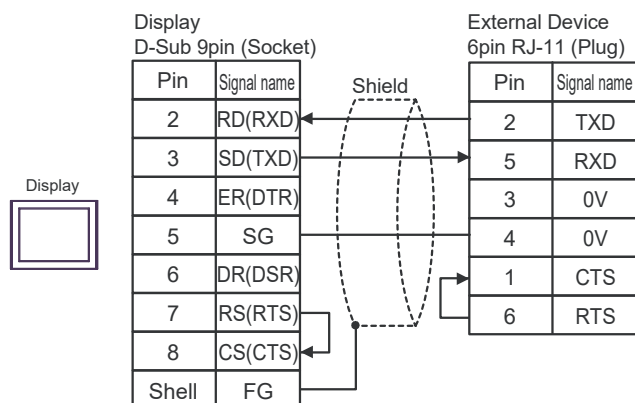 Display
D-Sub 9pin (Socket)
External Device
6pin RJ-11 (Plug)
Pin Signal name
Shield
Pin Signal name
2 RD(RXD)
2 TXD
3 SD(TXD)
5 RXD
Display
4 ER(DTR)
3 0V
5 SG
4 0V
6 DR(DSR)
1 CTS
7 RS(RTS)
6 RTS
8 CS(CTS)
Shell FG